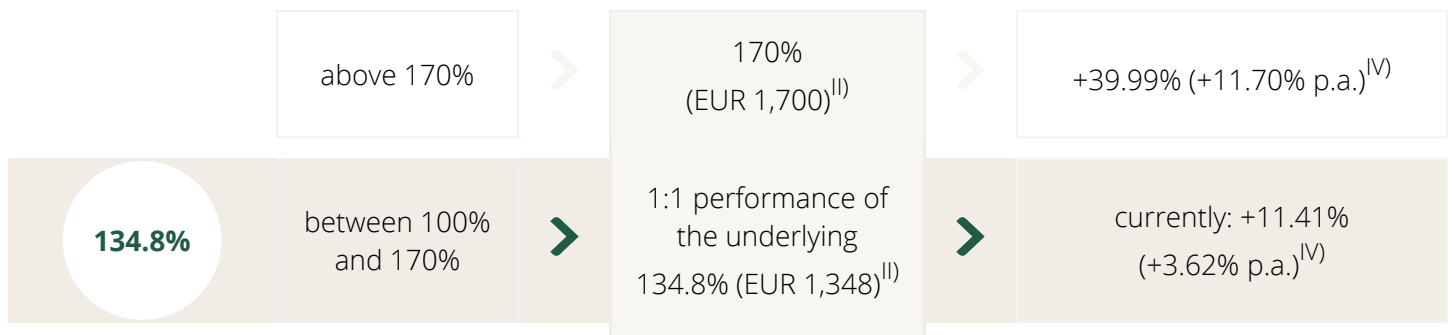 above 170%
170%
(EUR 1,700)II)
+39.99% (+11.70% p.a.)IV)
134.8%
between 100%
and 170%
1:1 performance of
the underlying
134.8% (EUR 1,348)II)
currently: +11.41%
(+3.62% p.a.)IV)